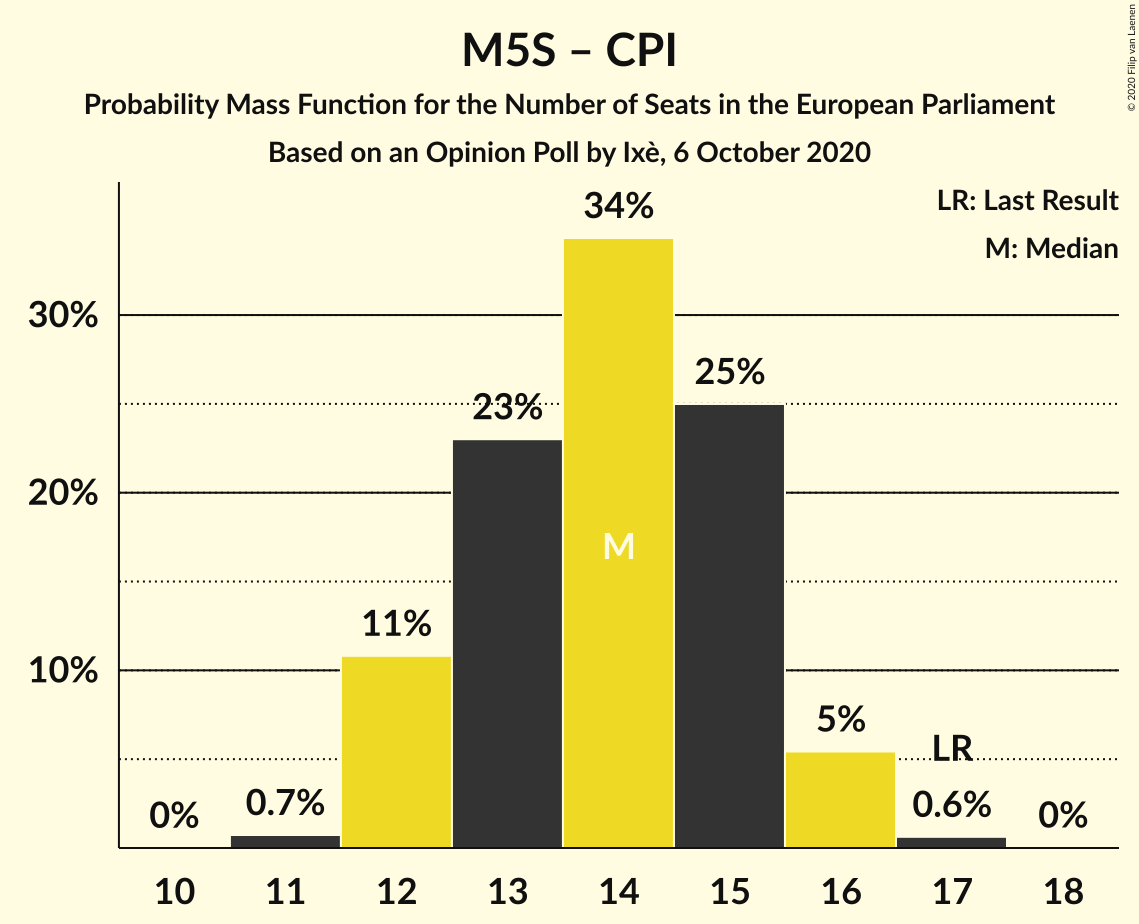 M5S – CPI
Probability Mass Function for the Number of Seats in the European Parliament
Based on an Opinion Poll by Ixè, 6 October 2020
© 2020 Filip van Laenen
LR: Last Result
M: Median
34%
30%
25%
23%
20%
M
11%
10%
5%
LR
0%
0.7%
0.6%
0%
10 11 12 13 14 15 16 17 18